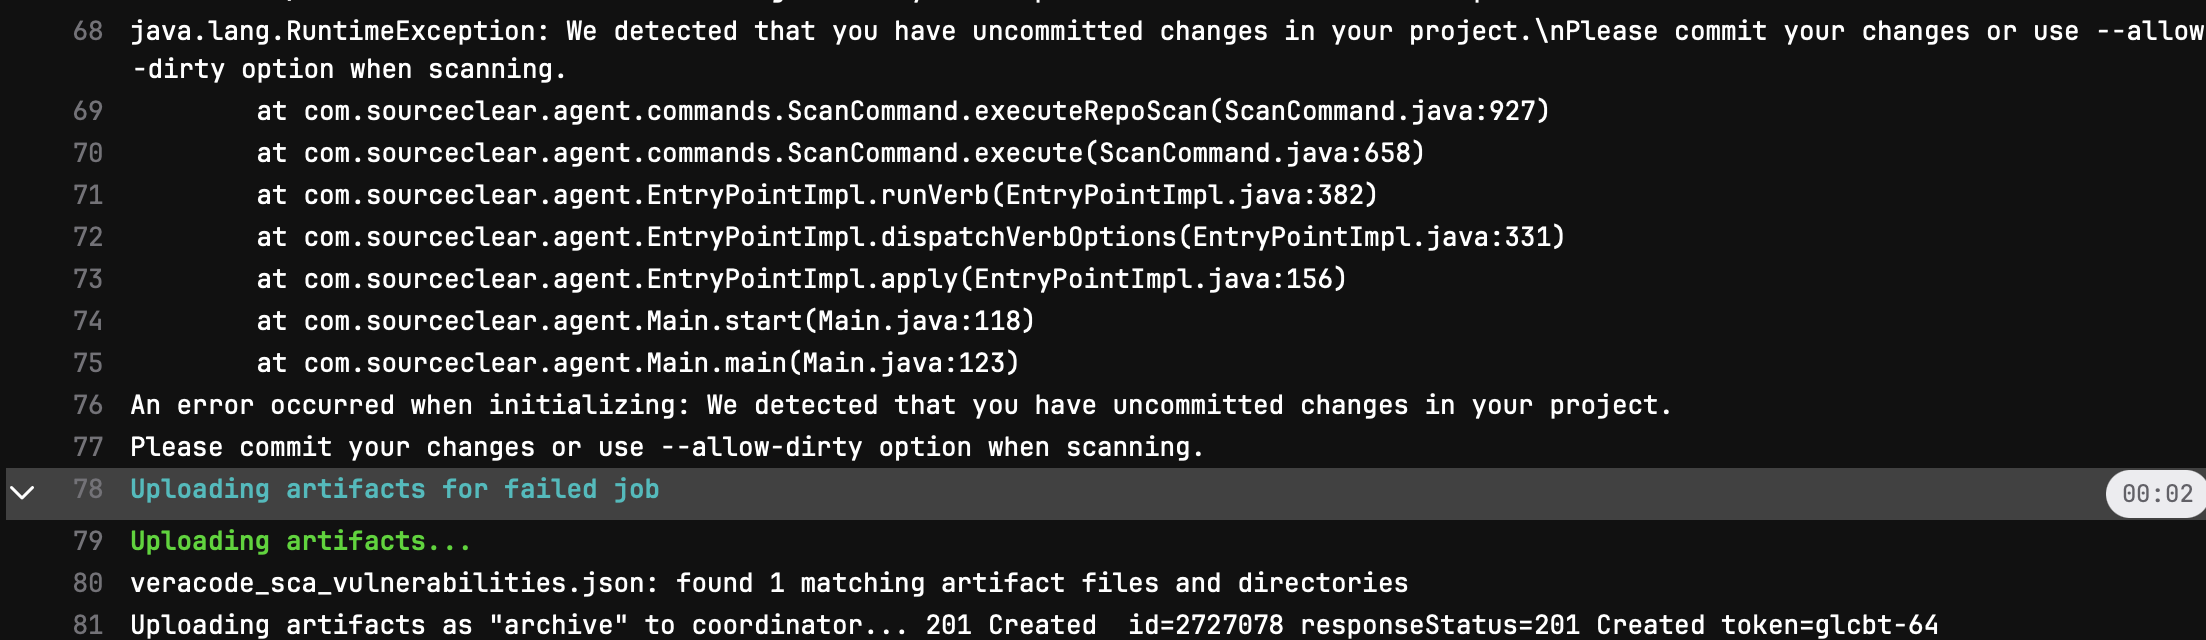 68 java.lang.RuntimeException: We detected that you have uncommitted changes in your project.\nPlease commit your changes or use --allow
-dirty option when scanning.
69 at com.sourceclear.agent.commands.ScanCommand.executeRepoScan(ScanCommand.java:927)
70 at com.sourceclear.agent.commands.ScanCommand.execute(ScanCommand.java:658)
71 at com.sourceclear.agent.EntryPointImpl.runVerb(EntryPointImpl.java:382)
72 at com.sourceclear.agent.EntryPointImpl.dispatchVerbOptions(EntryPointImpl.java:331)
73 at com.sourceclear.agent.EntryPointImpl.apply(EntryPointImpl.java:156)
74 at com.sourceclear.agent.Main.start(Main.java:118)
75 at com.sourceclear.agent.Main.main(Main.java:123)
76 An error occurred when initializing: We detected that you have uncommitted changes in your project.
77 Please commit your changes or use --allow-dirty option when scanning.
78 Uploading artifacts for failed job 00:02
79 Uploading artifacts...
80 veracode_sca_vulnerabilities.json: found 1 matching artifact files and directories
81 Uploading artifacts as "archive" to coordinator... 201 Created  id=2727078 responseStatus=201 Created token=glcbt-64